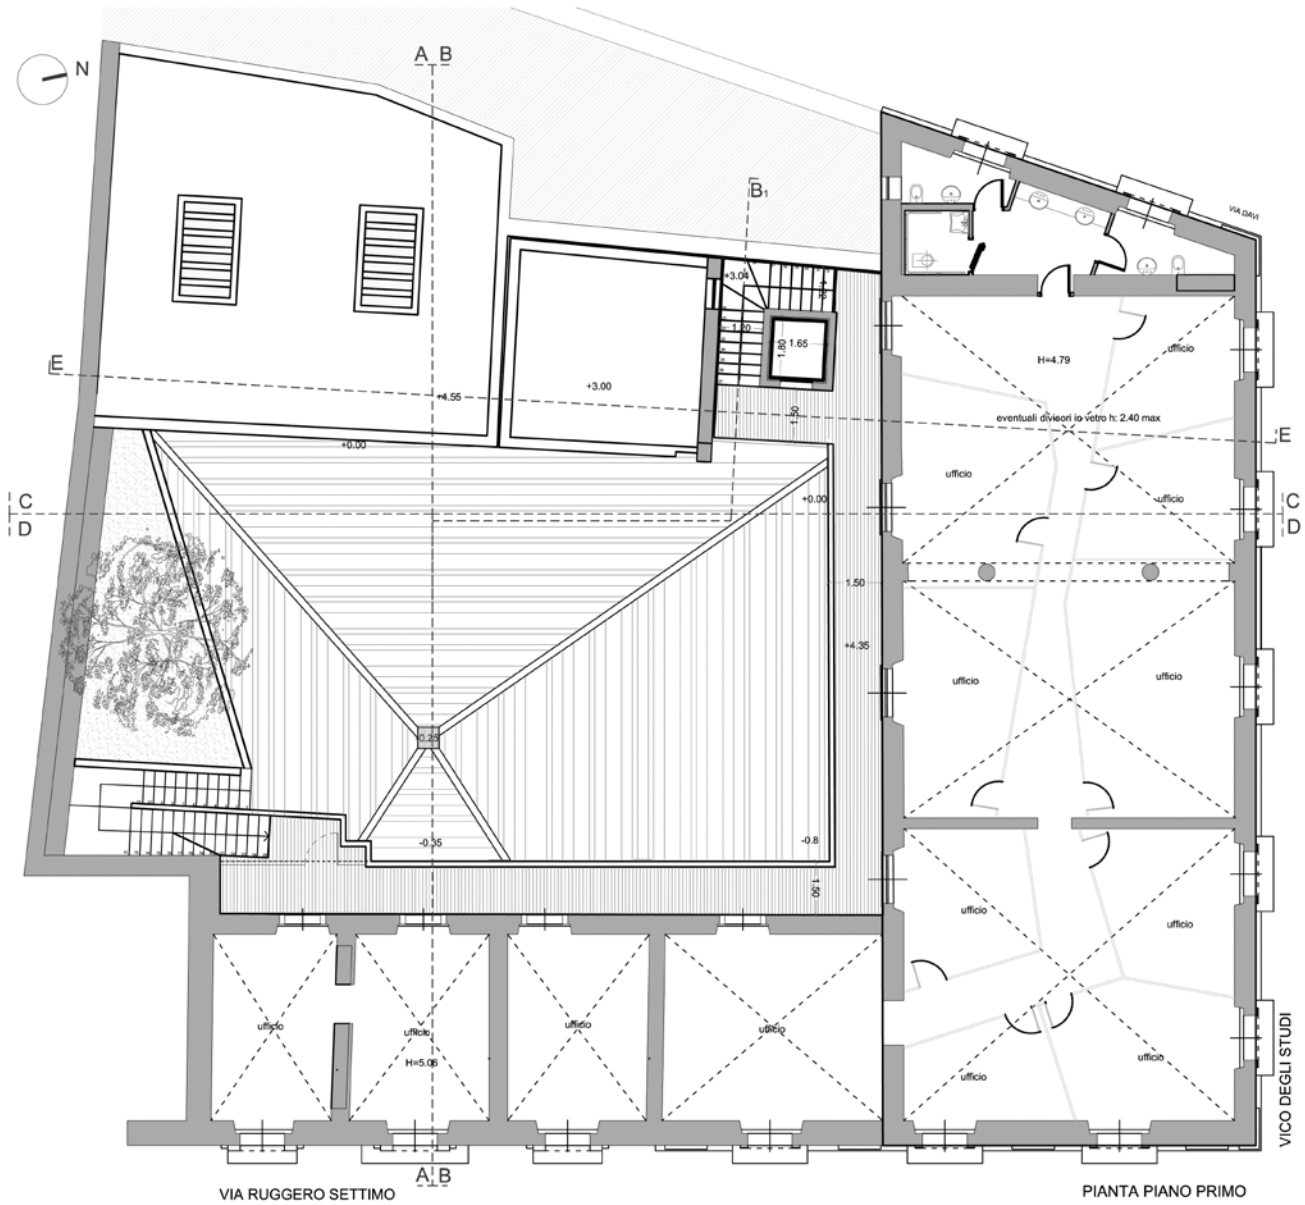 A B
N
B1
VIA DAVI
+3.04
1.20
1.80
1.65
ufficio
H=4.79
E
+4.55
+3.00
1.50
eventuali divisori io vetro h: 2.40 max
E
+0.00
ufficio
ufficio
+0.00
C
D
C
D
1.50
+4.35
ufficio
ufficio
0.25
-0.35
-0.8
1.50
ufficio
ufficio
ufficio
ufficio
ufficio
ufficio
H=5.06
ufficio
ufficio
VICO DEGLI STUDI
A B
VIA RUGGERO SETTIMO
PIANTA PIANO PRIMO